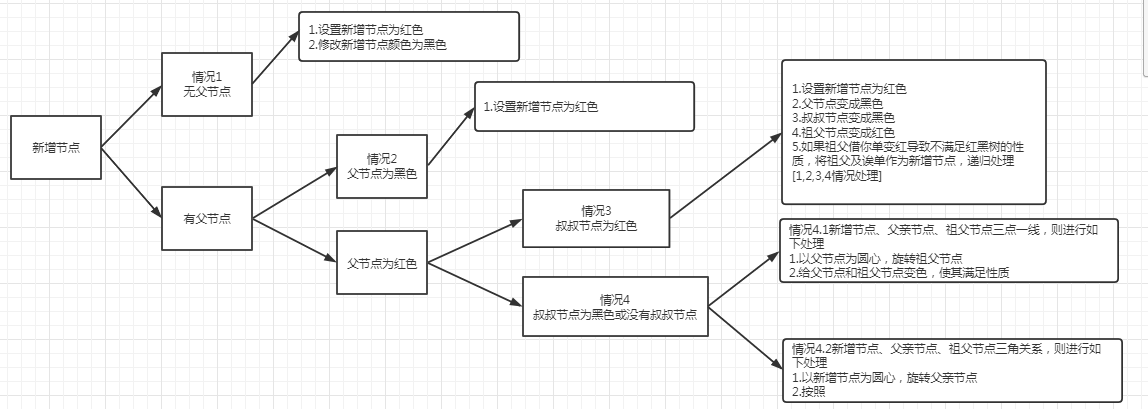 新增节点
情况1
无父节点
1.设置新增节点为红色
2.修改新增节点颜色为黑色
有父节点
情况2
父节点为黑色
1.设置新增节点为红色
父节点为红色
情况3
叔叔节点为红色
1.设置新增节点为红色
2.父节点变成黑色
3.叔叔节点变成黑色
4.祖父节点变成红色
5.如果祖父借你单变红导致不满足红黑树的性
质，将祖父及诶单作为新增节点，递归处理
[1,2,3,4情况处理]
情况4
叔叔节点为黑色或没有叔叔节点
情况4.1新增节点、父亲节点、祖父节点三点一线，则进行如
下处理
1.以父节点为圆心，旋转祖父节点
2.给父节点和祖父节点变色，使其满足性质
情况4.2新增节点、父亲节点、祖父节点三角关系，则进行如
下处理
1.以新增节点为圆心，旋转父亲节点
2.按照